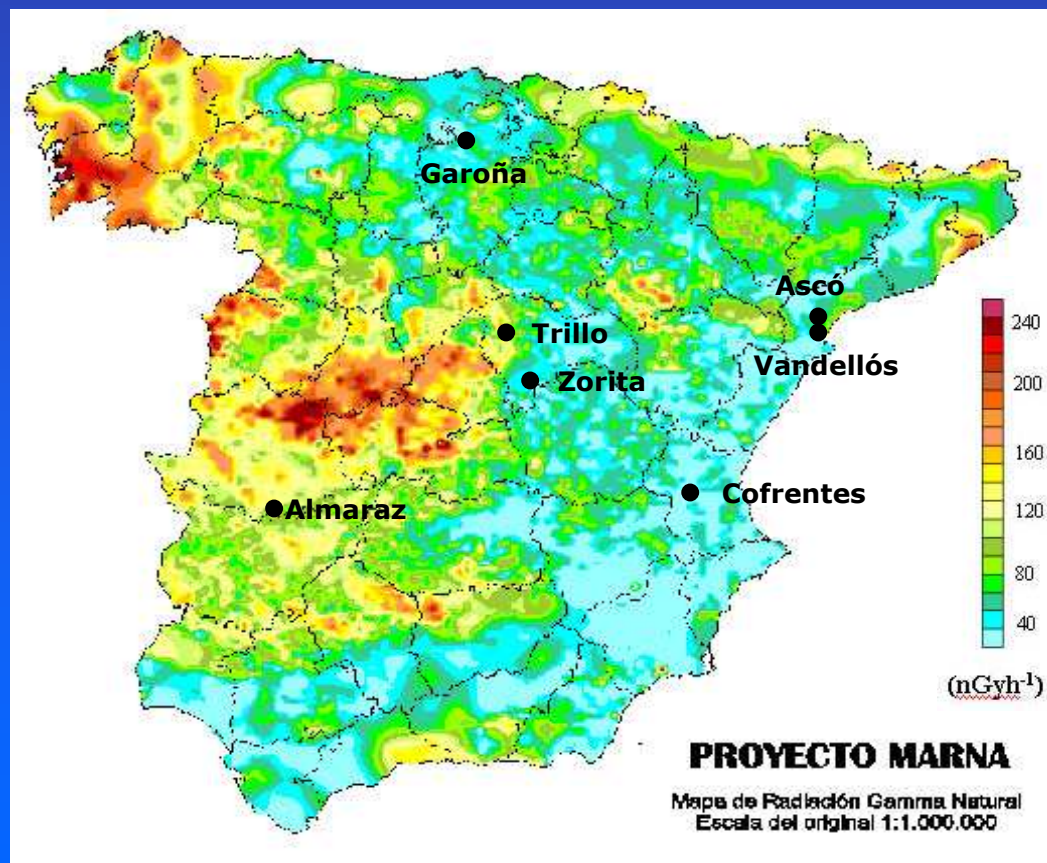 Garoña
Ascó
Trillo
Vandellós
Zorita
Cofrentes
Almaraz
240
200
160
120
80
40
(nGyh-1)
PROYECTO MARNA
Mapa de Radiación Gamma Natural
Escala del original 1:1.000.000